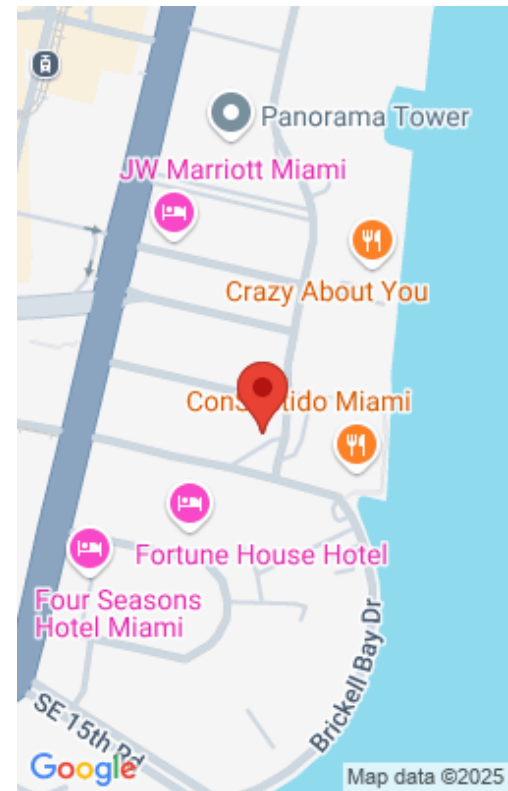 Panorama Tower
JW Marriott Miami
Crazy About You
Miami
Fortune House Hotel
Four Seasons
Hotel Miami
Brickell Bay Dr
SE 15th Rd
Google
Map data ©2025